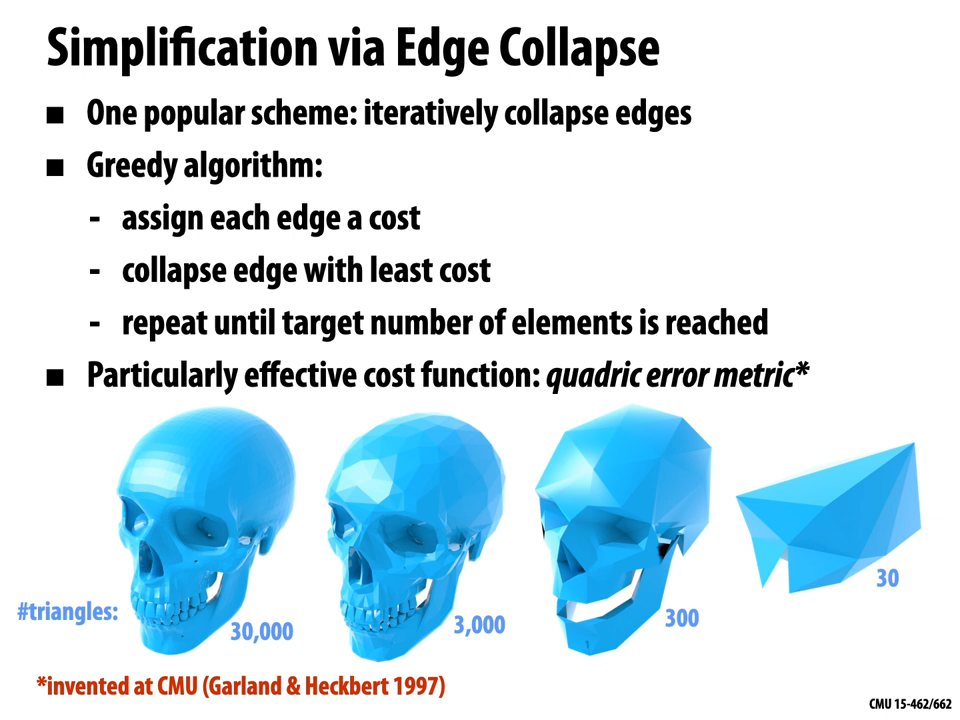 Simplification via Edge Collapse
■ One popular scheme: iteratively collapse edges
■ Greedy algorithm:
- assign each edge a cost
- collapse edge with least cost
- repeat until target number of elements is reached
■ Particularly effective cost function: quadric error metric*
#triangles:
30,000
3,000
300
30
*invented at CMU (Garland & Heckbert 1997)
CMU 15-462/662